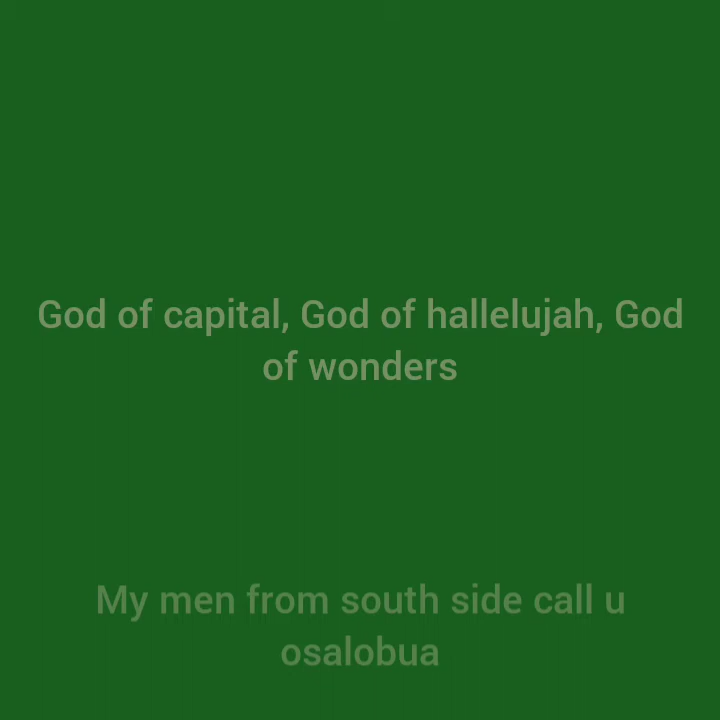 God of capital, God of hallelujah, God
of wonders
My men from south side call u
osalobua